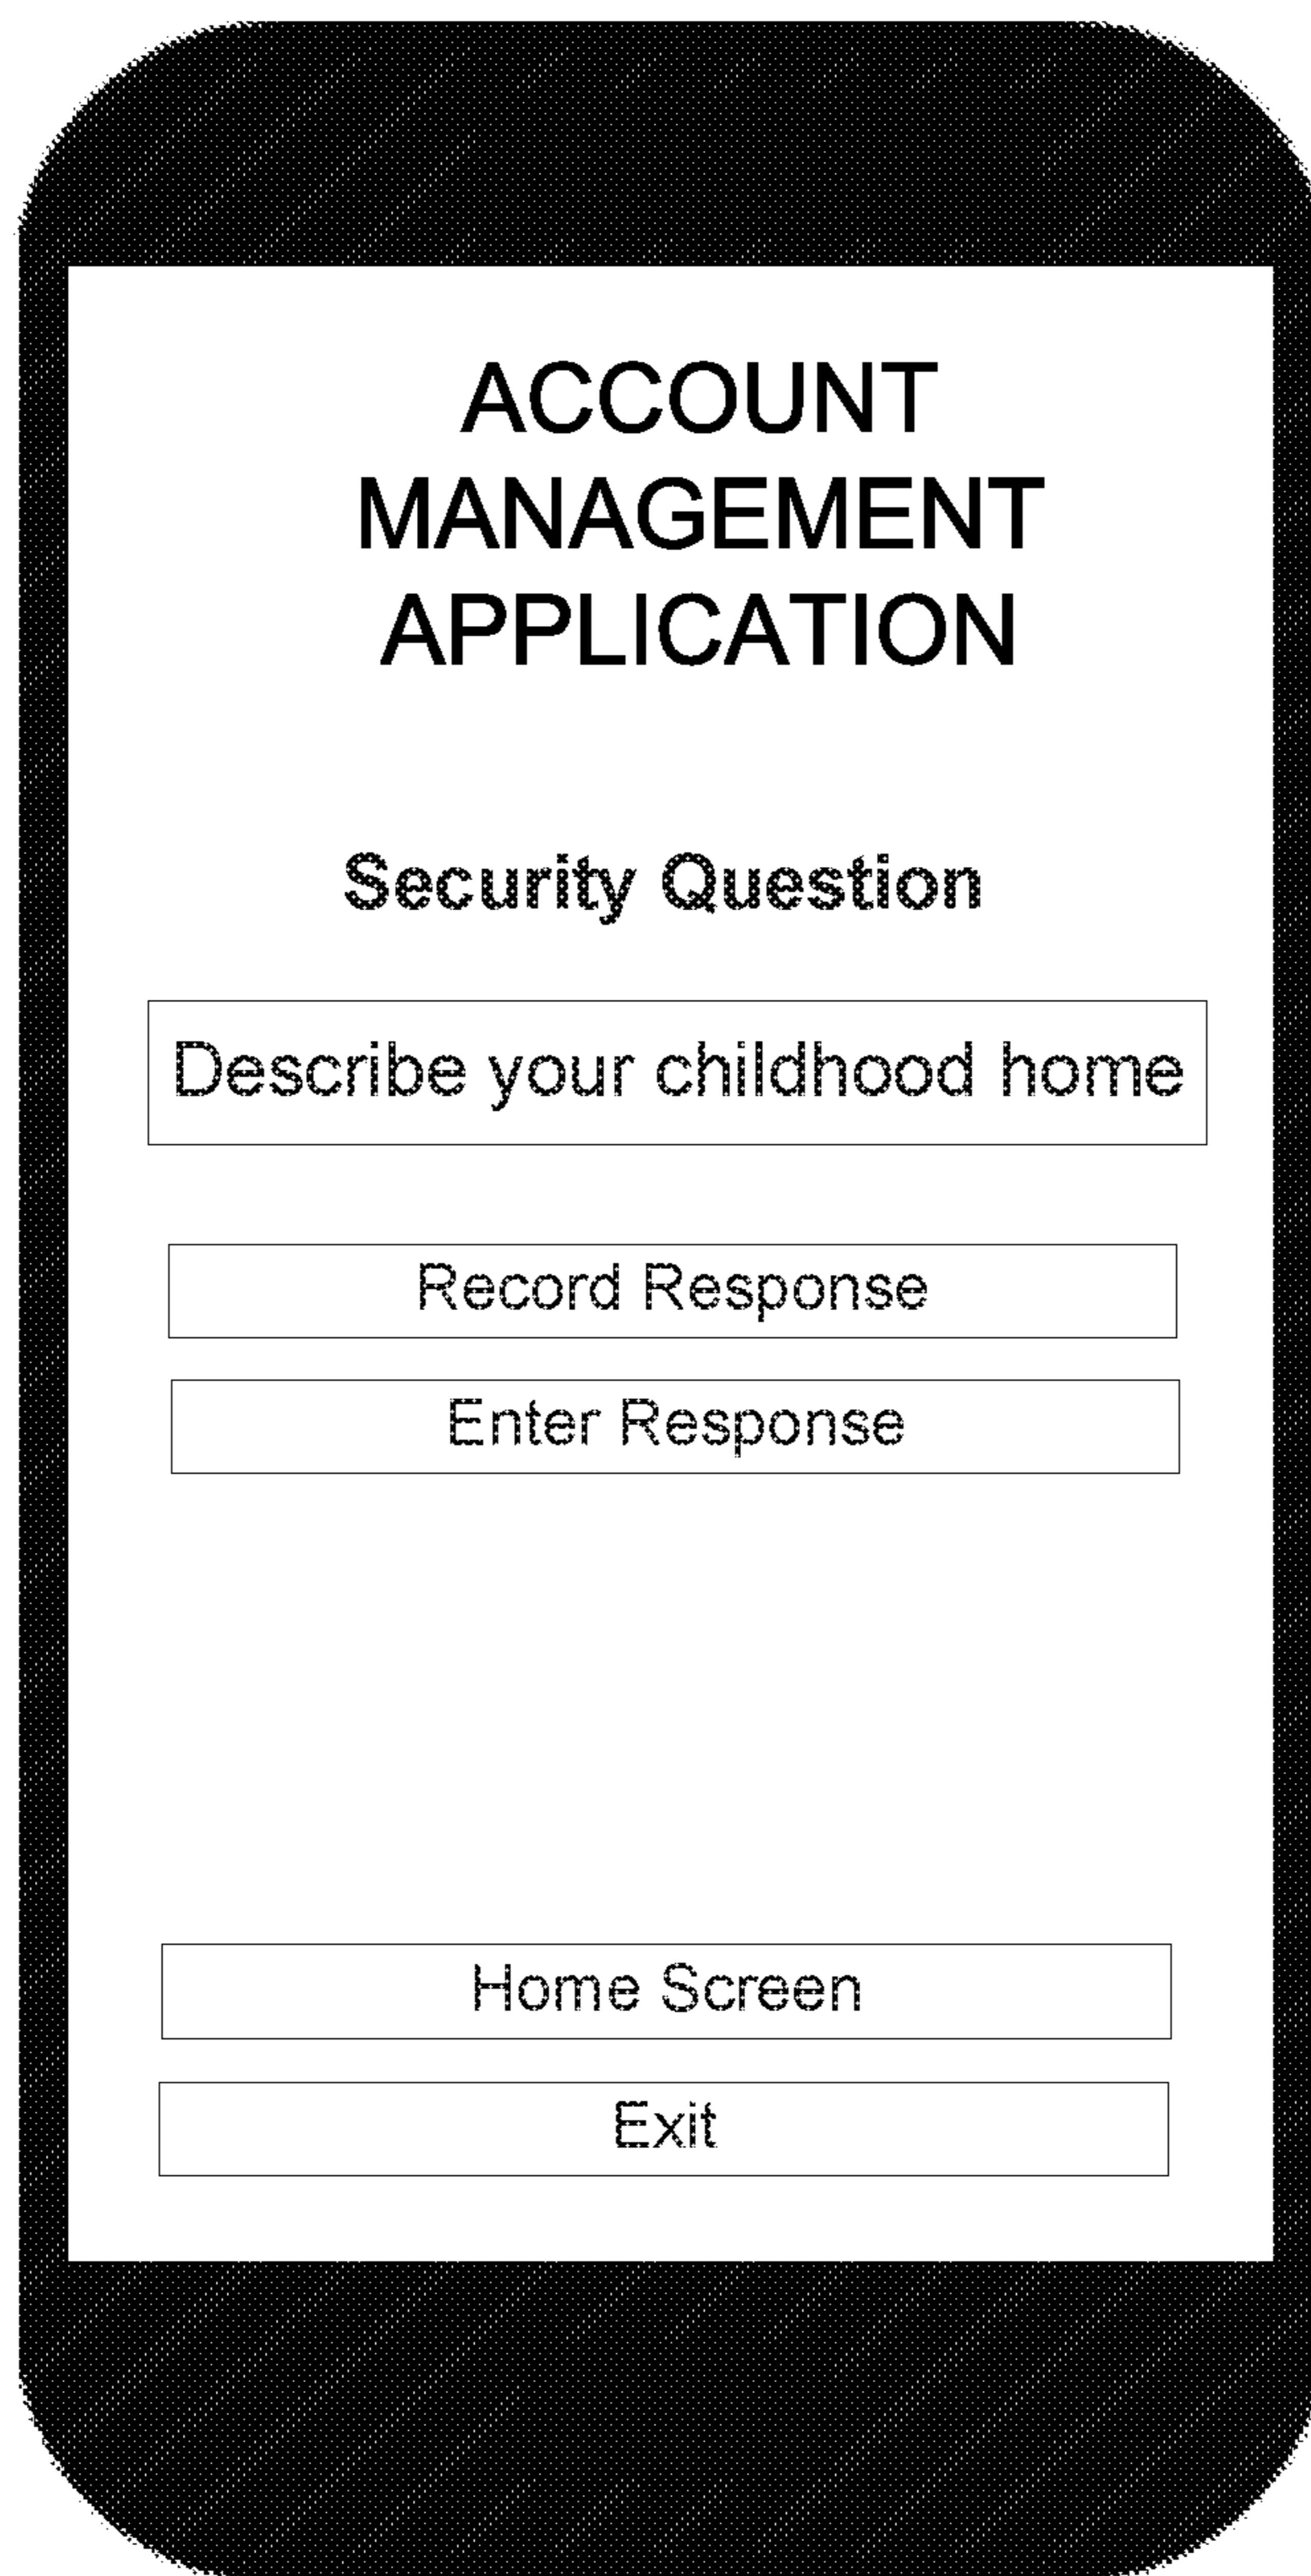 ACCOUNT
MANAGEMENT
APPLICATION
Security Question
Describe your childhood home
Record Response
Enter Response
Home Screen
Exit